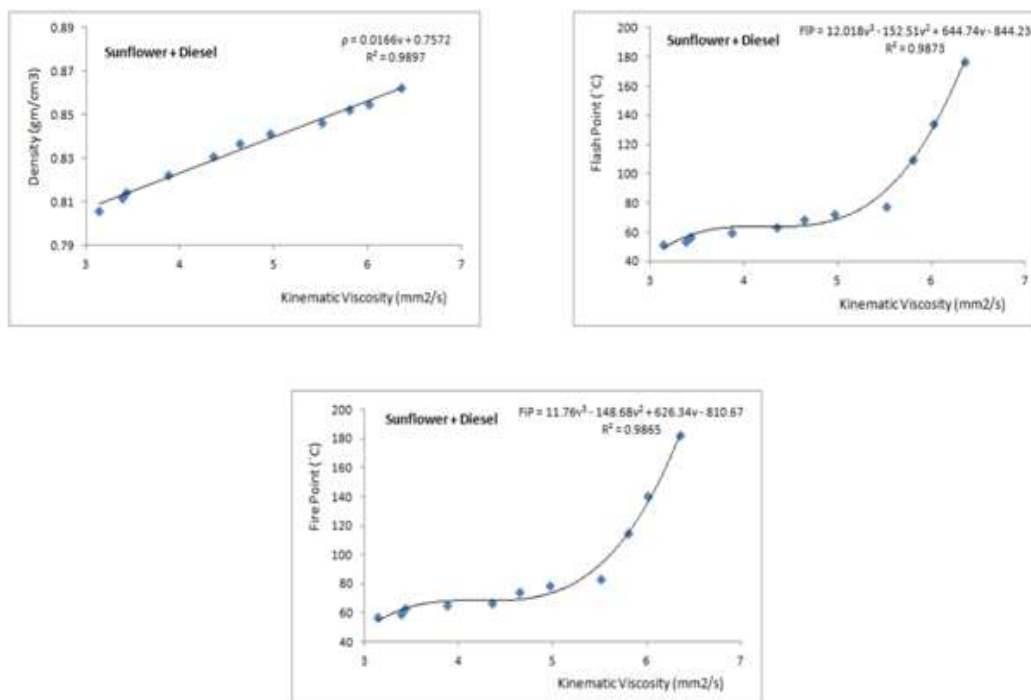 0.89
0.87
0.85
0.83
0.81
0.79
Density (gm/cm3)
Sunflower + Diesel
ρ = 0.0166v + 0.7572
R² = 0.9897
3 4 5 6 7
Kinematic Viscosity (mm2/s)
200
180
160
140
120
100
80
60
40
Flash Point (˚C)
Sunflower + Diesel
FlP = 12.018v³ - 152.51v² + 644.74v - 844.23
R² = 0.9873
3 4 5 6 7
Kinematic Viscosity (mm2/s)
200
180
160
140
120
100
80
60
40
Fire Point (˚C)
Sunflower + Diesel
FiP = 11.76v³ - 148.68v² + 626.34v - 810.67
R² = 0.9865
3 4 5 6 7
Kinematic Viscosity (mm2/s)